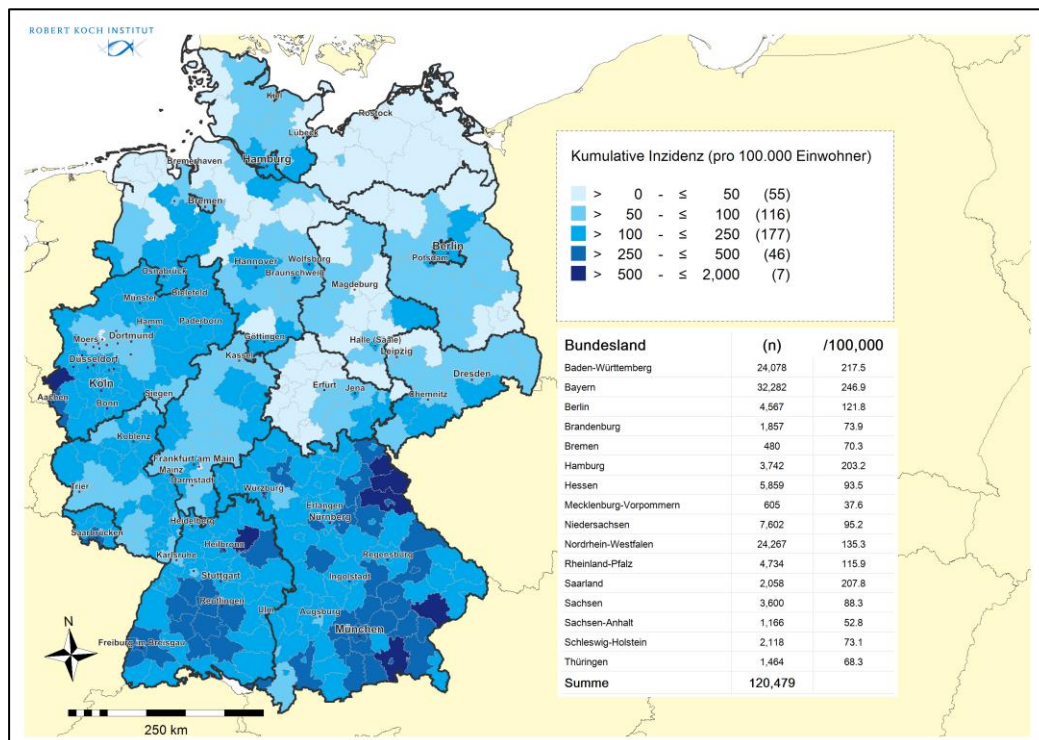 ROBERT KOCH INSTITUT
Kiel
Rostock
Lübeck
Hamburg
Bremerhaven
Bremen
Berlin
Potsdam
Wolfsburg
Hannover
Braunschweig
Osnabrück
Magdeburg
Münster
Bielefeld
Hamm
Paderborn
Göttingen
Halle (Saale)
Moers
Dortmund
Leipzig
Kassel
Düsseldorf
Dresden
Köln
Erfurt
Jena
Chemnitz
Aachen
Siegen
Bonn
Koblenz
Frankfurt am Main
Mainz
Darmstadt
Würzburg
Trier
Erlangen
Nürnberg
Heidelberg
Saarbrücken
Heilbronn
Karlsruhe
Regensburg
Stuttgart
Ingolstadt
Reutlingen
Ulm
Augsburg
München
Freiburg im Breisgau
N
250 km
Kumulative Inzidenz (pro 100.000 Einwohner)
> 0 - ≤ 50 (55)
> 50 - ≤ 100 (116)
> 100 - ≤ 250 (177)
> 250 - ≤ 500 (46)
> 500 - ≤ 2,000 (7)
Bundesland (n) /100,000
Baden-Württemberg 24,078 217.5
Bayern 32,282 246.9
Berlin 4,567 121.8
Brandenburg 1,857 73.9
Bremen 480 70.3
Hamburg 3,742 203.2
Hessen 5,859 93.5
Mecklenburg-Vorpommern 605 37.6
Niedersachsen 7,602 95.2
Nordrhein-Westfalen 24,267 135.3
Rheinland-Pfalz 4,734 115.9
Saarland 2,058 207.8
Sachsen 3,600 88.3
Sachsen-Anhalt 1,166 52.8
Schleswig-Holstein 2,118 73.1
Thüringen 1,464 68.3
Summe 120,479